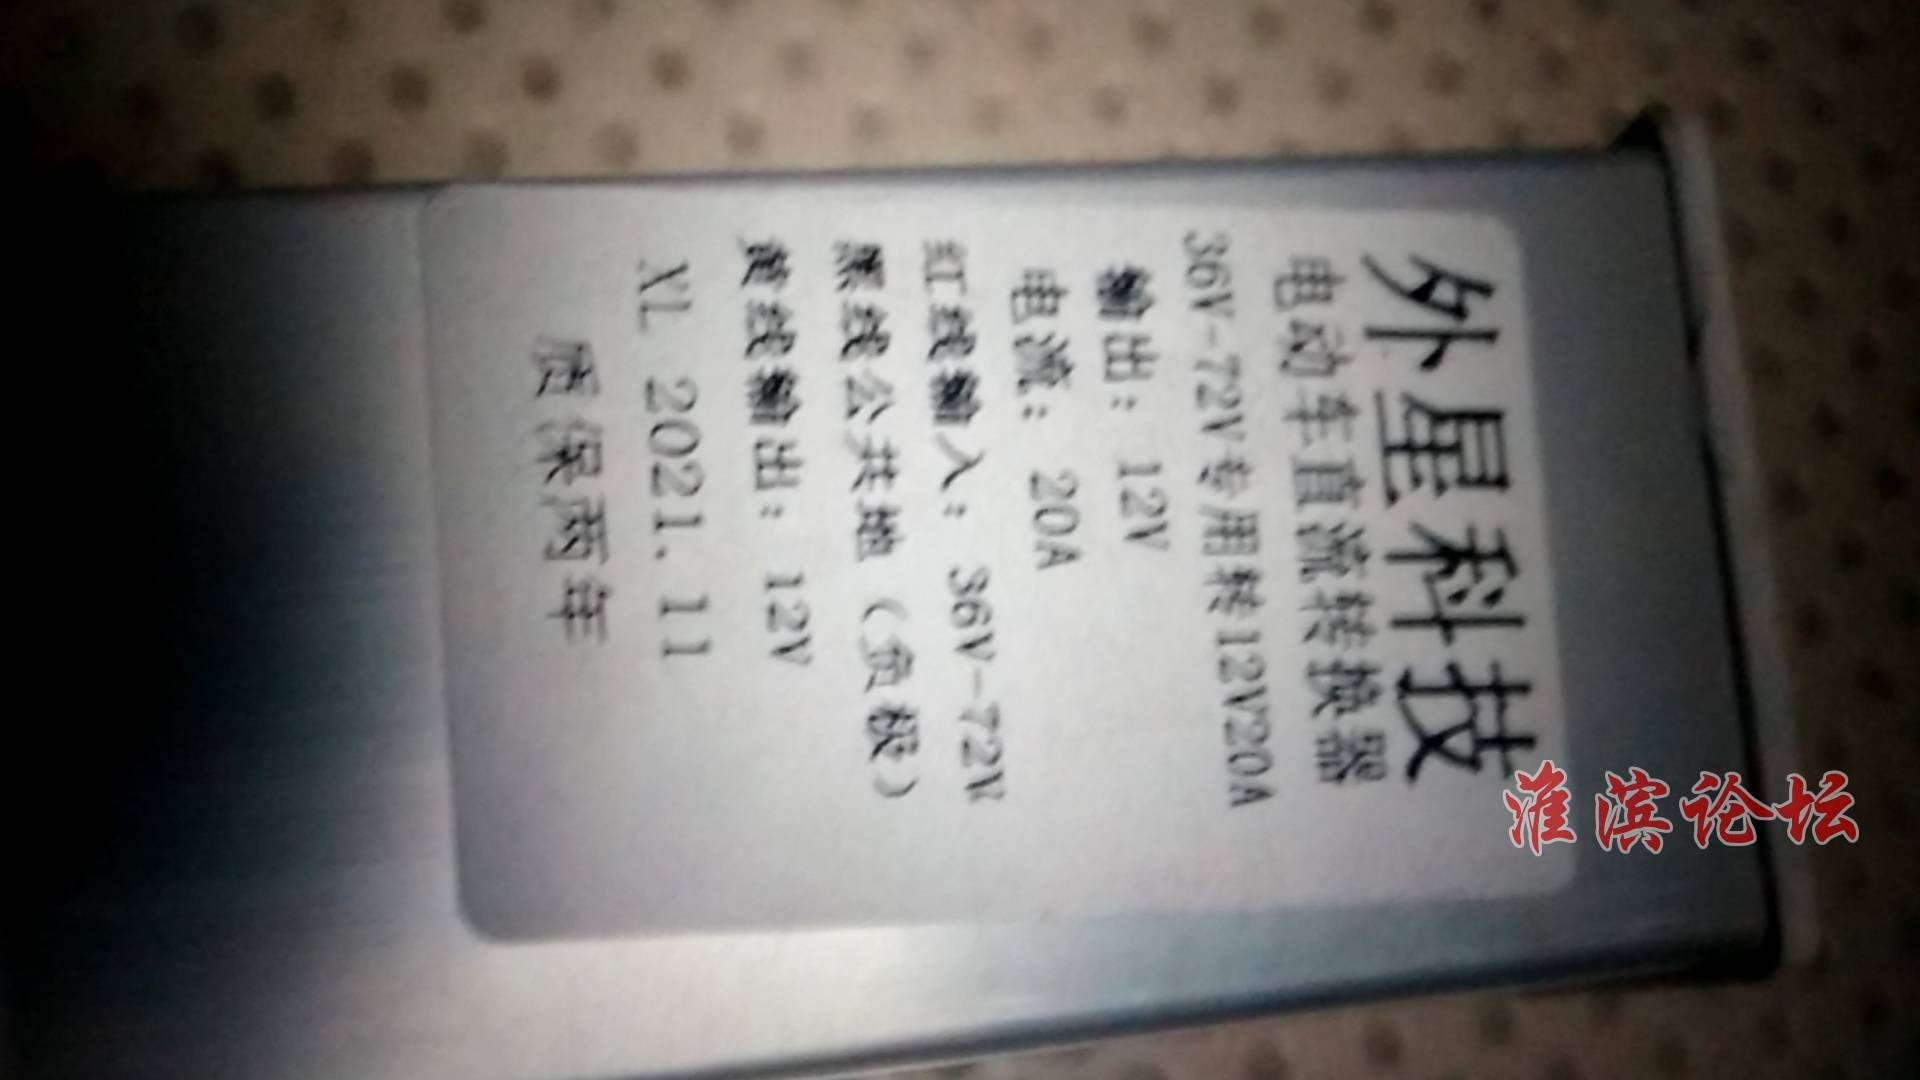 外星科技
电动车直流转换器
36V-72V专用转12V20A
输出: 12V
电流: 20A
红线输入: 36V-72V
黑线公共地(负极)
黄线输出: 12V
XL 2021.11
质保两年
淮滨论坛